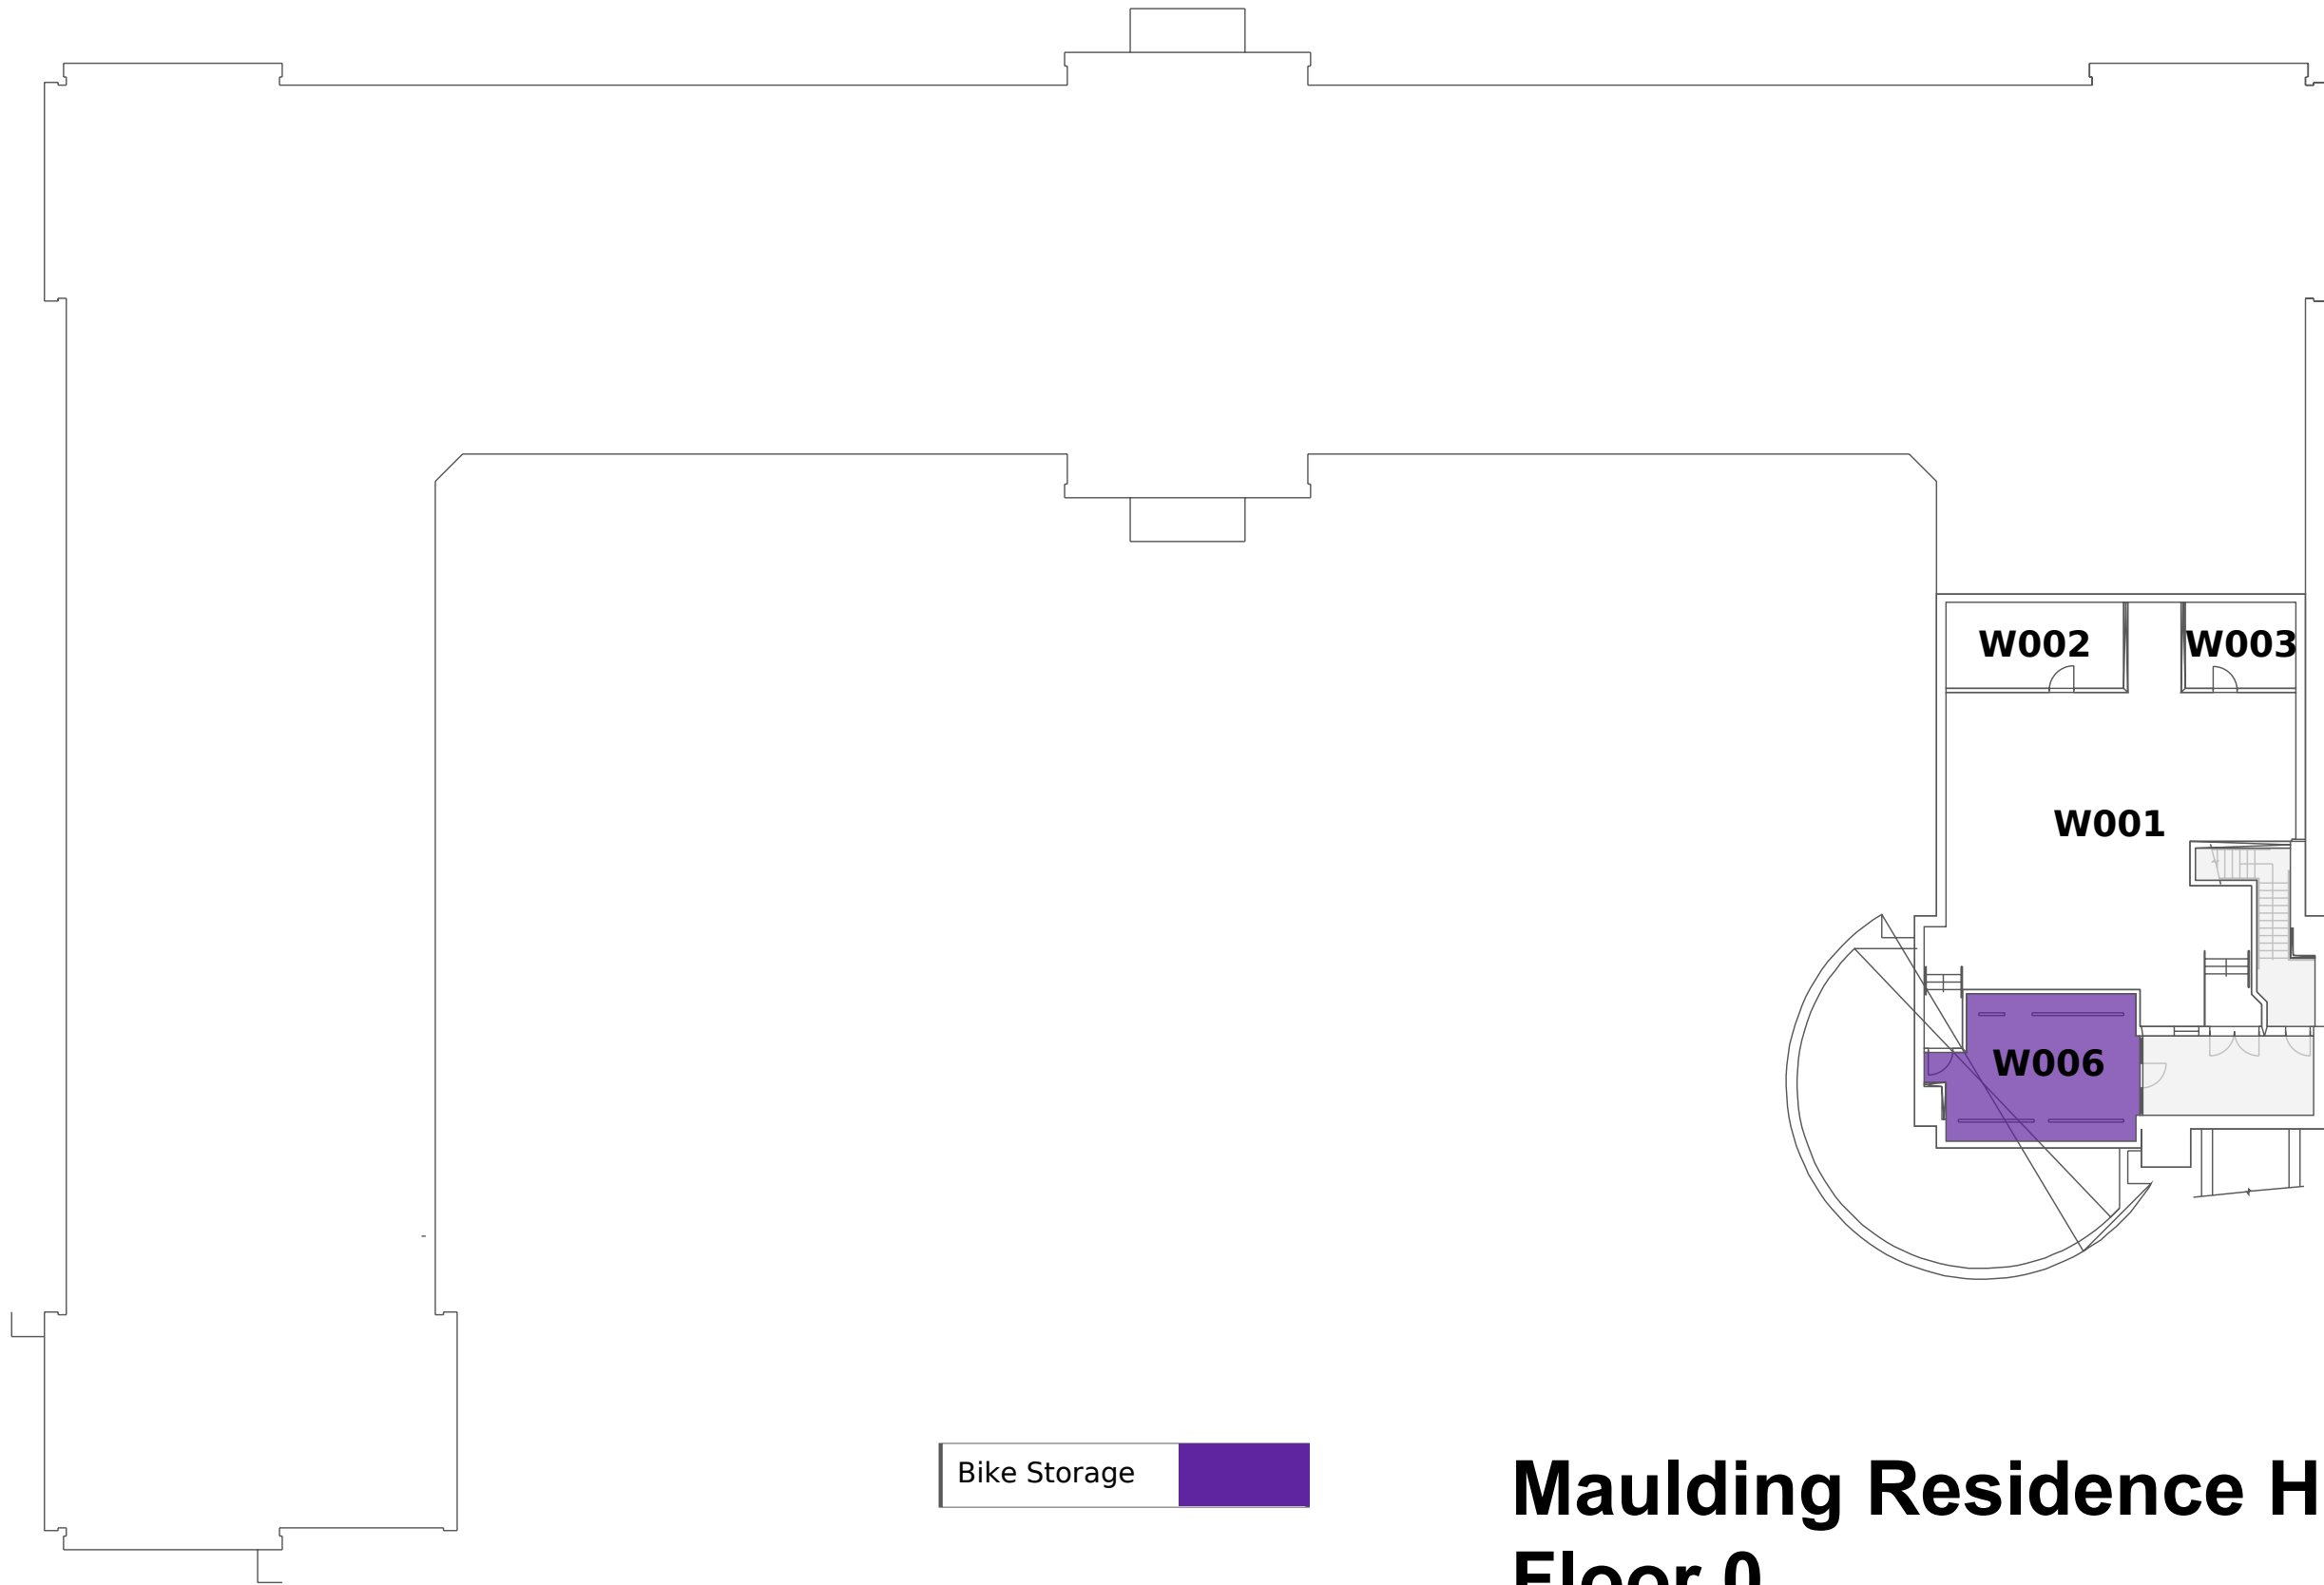 W002 W003
W001
W006
Bike Storage
Maulding Residence H
Floor 0